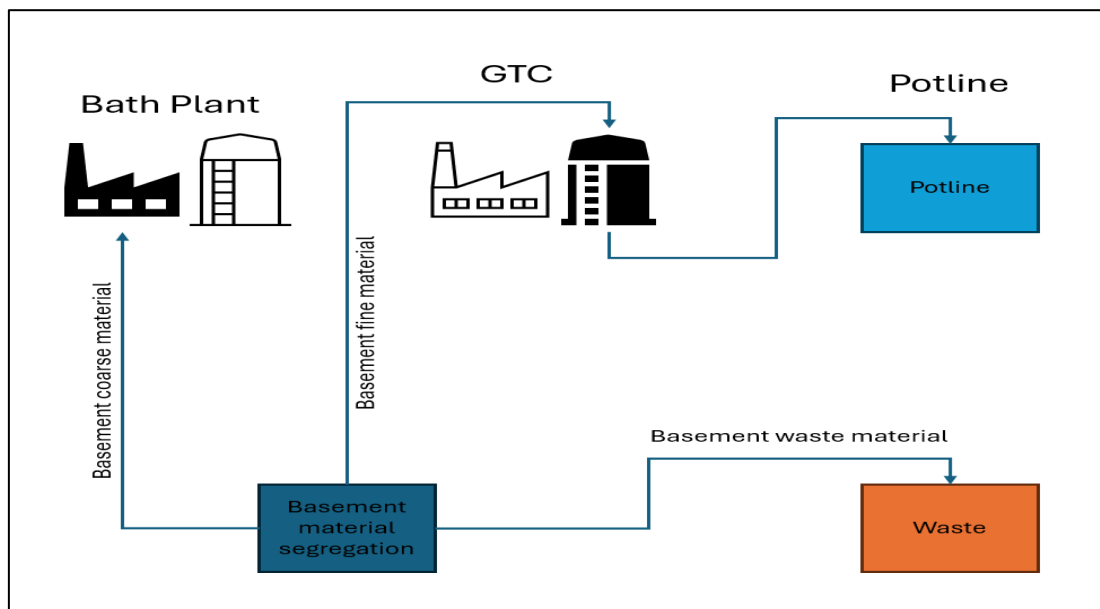 GTC
Potline
Bath Plant
Potline
Basement coarse material
Basement fine material
Basement waste material
Basement
material
segregation
Waste